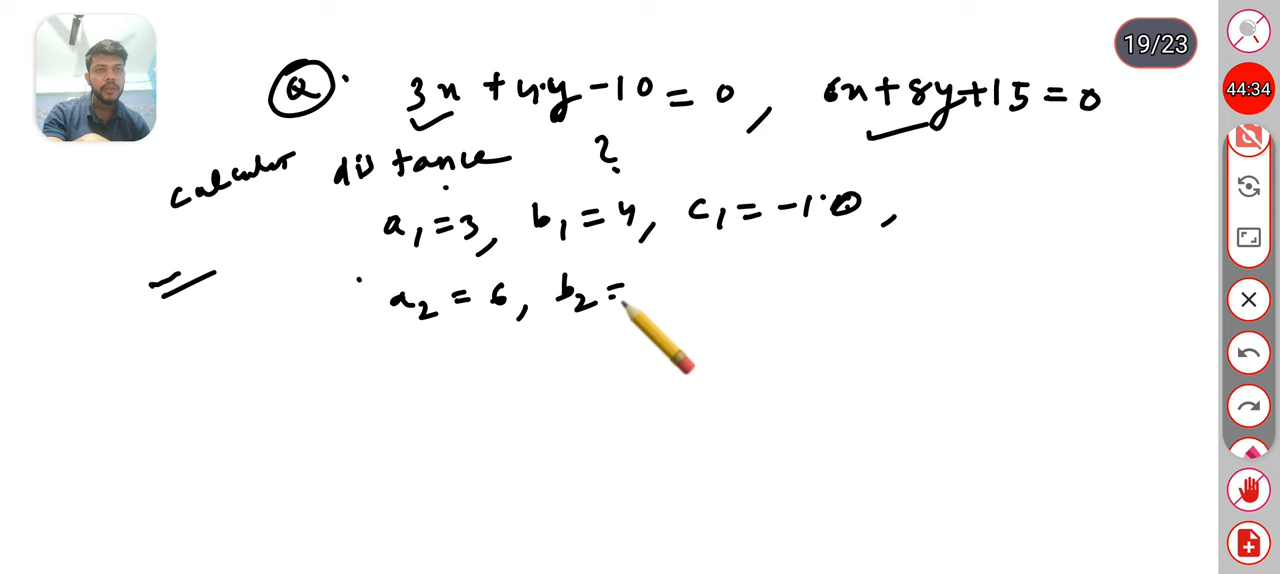 19/23
44:34
Q. 3x + 4y - 10 = 0, 6x + 8y + 15 = 0
distance ?
a₁ = 3, b₁ = 4, c₁ = -10,
a₂ = 6, b₂ =